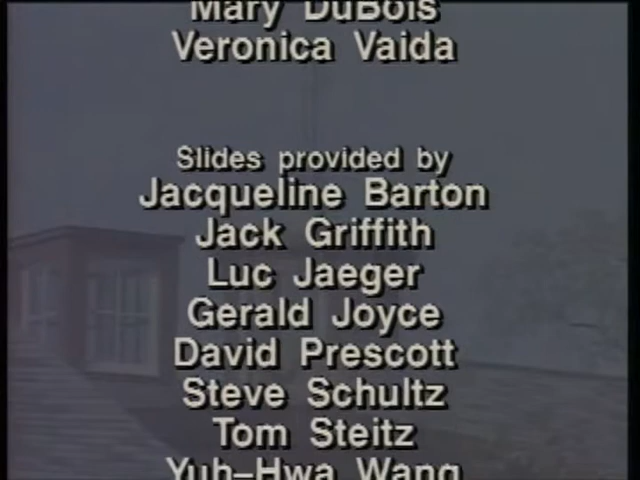 Mary DuBois
Veronica Vaida
Slides provided by
Jacqueline Barton
Jack Griffith
Luc Jaeger
Gerald Joyce
David Prescott
Steve Schultz
Tom Steitz
Yuh-Hwa Wang